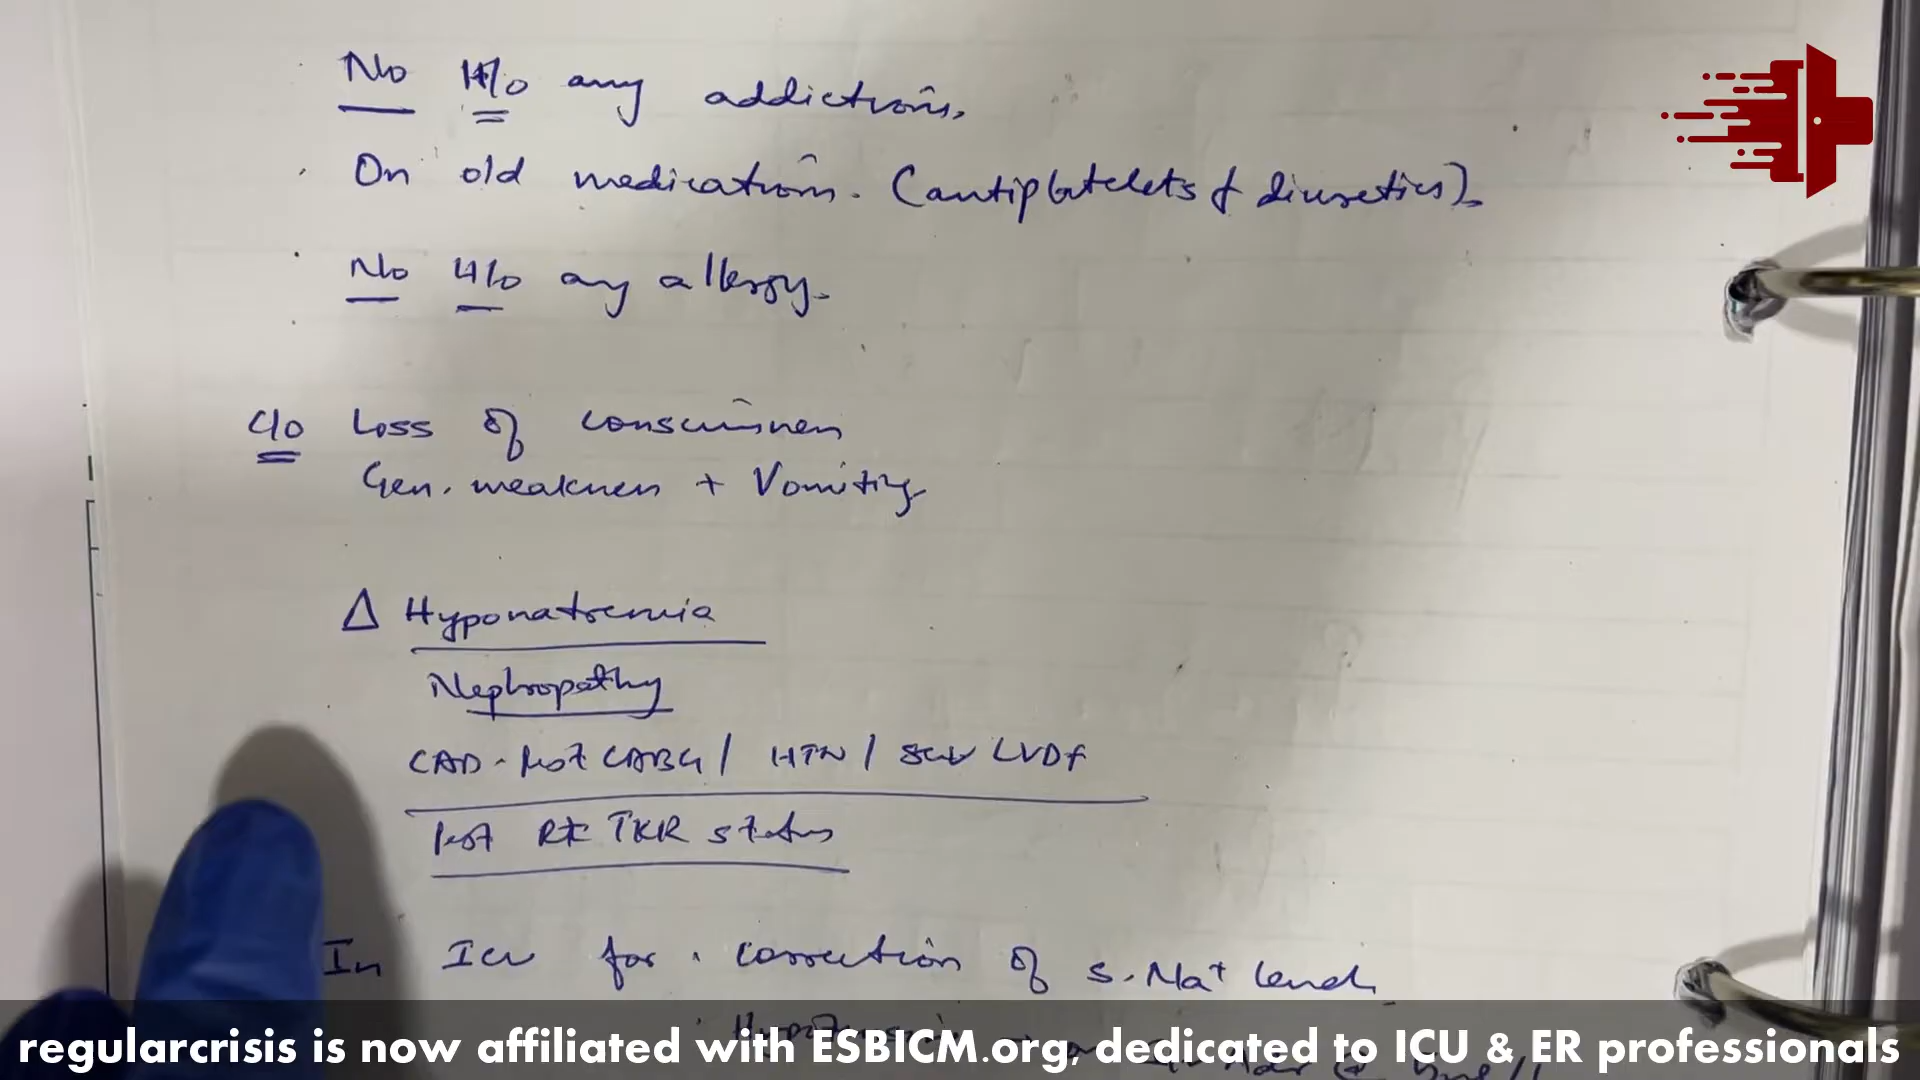 No H/o any addictions.
On old medications. (antiplatelets & diuretics).
No H/o any allergy.
C/o Loss of consciousness
Gen. weakness + Vomiting
Δ Hyponatremia
Nephropathy
CAD - Post CABG / HTN / Sev LVDF
Post Rt TKR status
In ICU for correction of S. Na+ levels
regularcrisis is now affiliated with ESBICM.org, dedicated to ICU & ER professionals